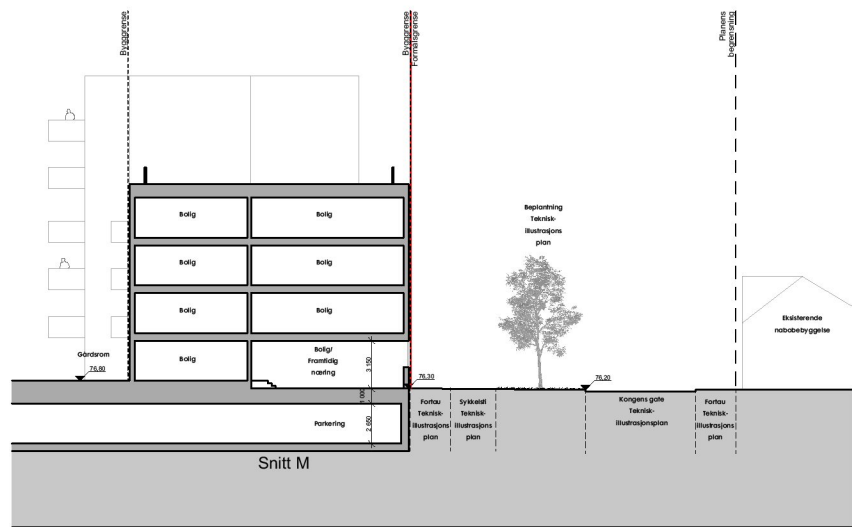 Byggrense
Byggrense
Formålsgrense
Planens
begrensning
Bolig
Bolig
Bolig
Bolig
Bolig
Bolig
Bolig
Bolig/
Framtidig
næring
3 150
Gårdsrom
76,80
76,30
1 000
Parkering
2 650
Beplantning
Teknisk-
illustrasjons
plan
76,20
Eksisterende
nabobebyggelse
Fortau
Teknisk-
illustrasjons
plan
Sykkelsti
Teknisk-
illustrasjons
plan
Kongens gate
Teknisk-
illustrasjonsplan
Fortau
Teknisk-
illustrasjons
plan
Snitt M